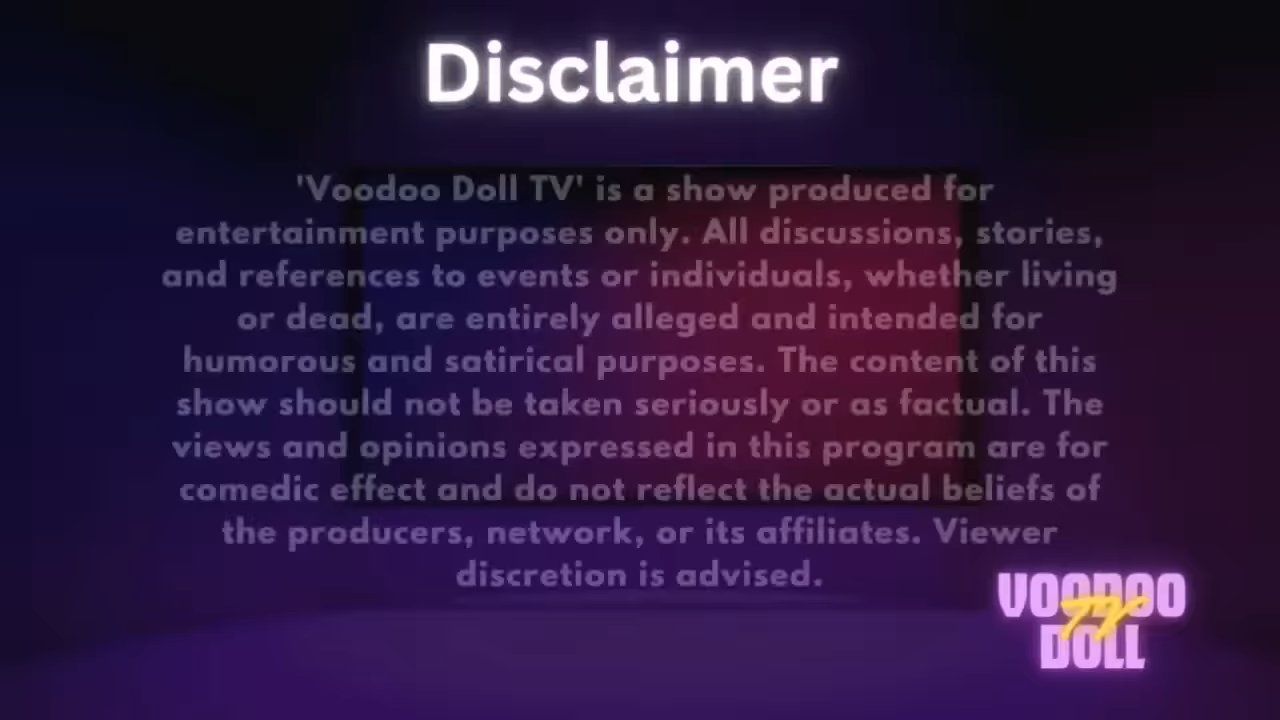 Disclaimer
'Voodoo Doll TV' is a show produced for
entertainment purposes only. All discussions, stories,
and references to events or individuals, whether living
or dead, are entirely alleged and intended for
humorous and satirical purposes. The content of this
show should not be taken seriously or as factual. The
views and opinions expressed in this program are for
comedic effect and do not reflect the actual beliefs of
the producers, network, or its affiliates. Viewer
discretion is advised.
VOODOO
TV
DOLL